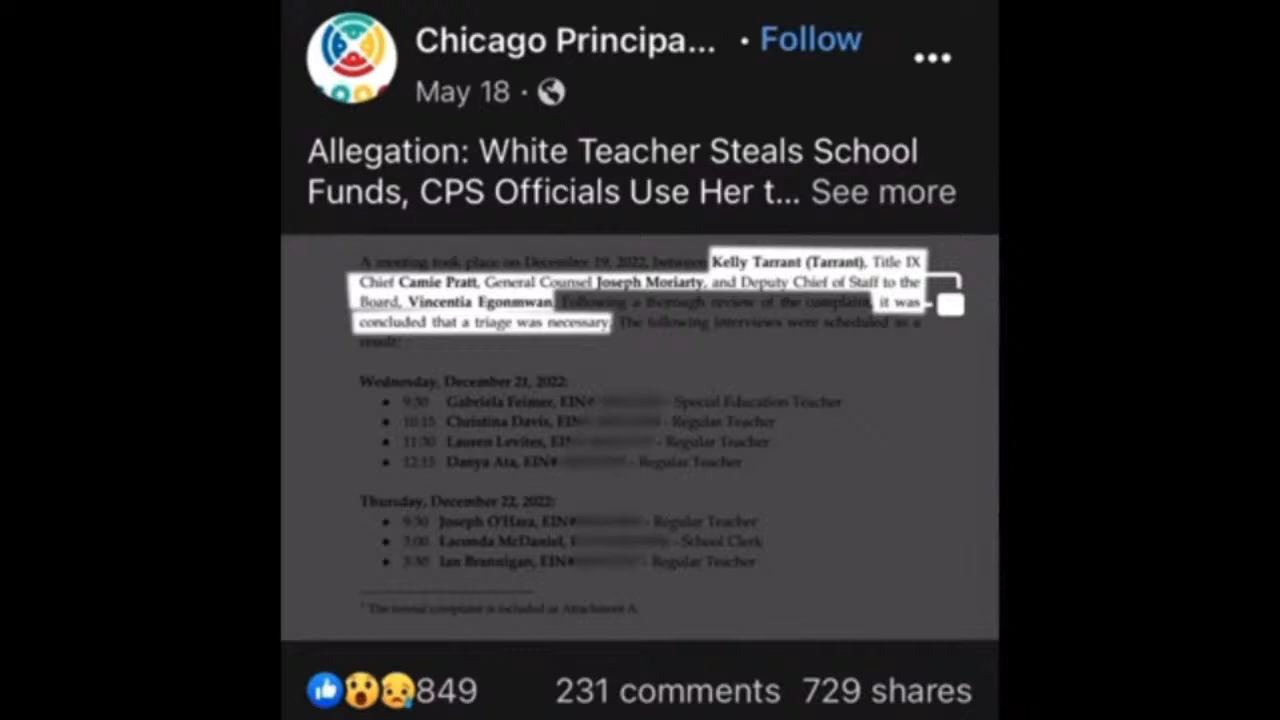 Chicago Principa... · Follow
May 18 ·
Allegation: White Teacher Steals School
Funds, CPS Officials Use Her t... See more
A meeting took place on December 19, 2022, between Kelly Tarrant (Tarrant), Title IX
Chief Camie Pratt, General Counsel Joseph Moriarty, and Deputy Chief of Staff to the
Board, Vincentia Egonmwan. Following a thorough review of the complaint, it was
concluded that a triage was necessary. The following interviews were scheduled as a
result:
Wednesday, December 21, 2022:
• 9:30 Gabriela Feimer, EIN# - Special Education Teacher
• 10:15 Christina Davis, EIN - Regular Teacher
• 11:30 Lauren Levites, EI - Regular Teacher
• 12:15 Danya Ata, EIN# - Regular Teacher
Thursday, December 22, 2022:
• 9:30 Joseph O'Hara, EIN# - Regular Teacher
• 3:00 McDaniel, - School Clerk
• 3:30 Ian Brannigan, EIN# - Regular Teacher
The formal complaint is included as Attachment A.
849 231 comments 729 shares